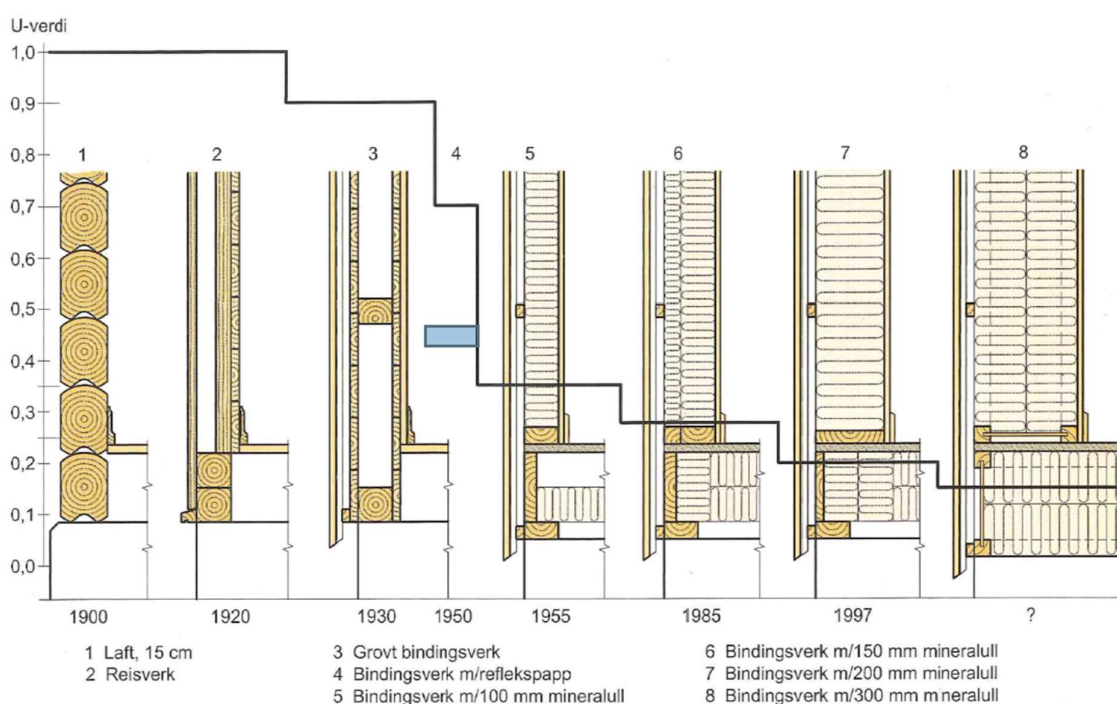 U-verdi
1,0
0,9
0,8
0,7
0,6
0,5
0,4
0,3
0,2
0,1
0,0
1 2 3 4 5 6 7 8
1900 1920 1930 1950 1955 1985 1997 ?
1 Laft, 15 cm
2 Reisverk
3 Grovt bindingsverk
4 Bindingsverk m/reflekspapp
5 Bindingsverk m/100 mm mineralull
6 Bindingsverk m/150 mm mineralull
7 Bindingsverk m/200 mm mineralull
8 Bindingsverk m/300 mm mineralull